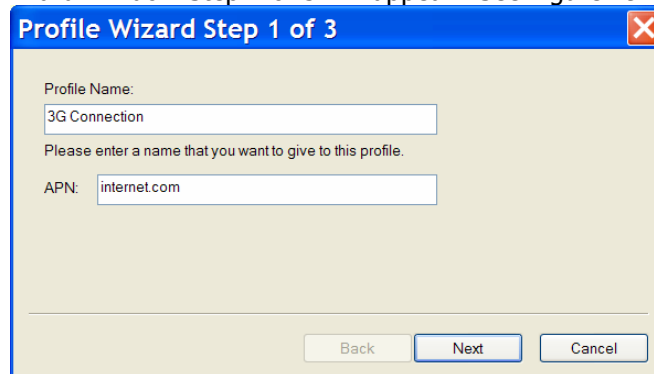 Profile Wizard Step 1 of 3
Profile Name:
3G Connection
Please enter a name that you want to give to this profile.
APN: internet.com
Back Next Cancel